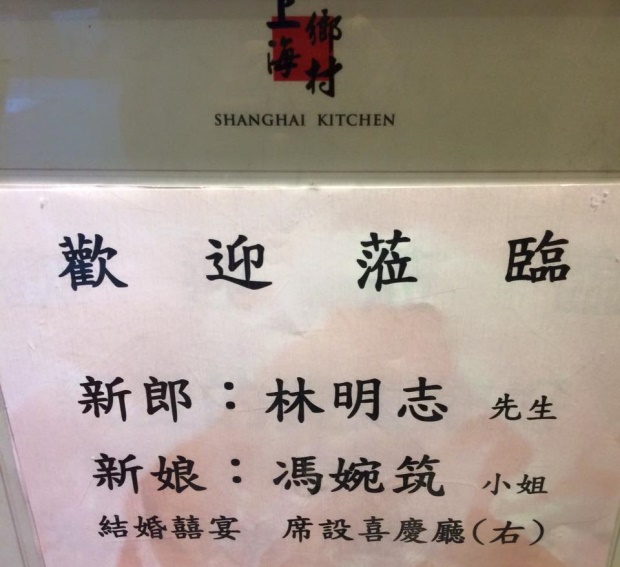 上海
鄉村
SHANGHAI KITCHEN
歡迎蒞臨
新郎：林明志 先生
新娘：馮婉筑 小姐
結婚囍宴 席設喜慶廳(右)